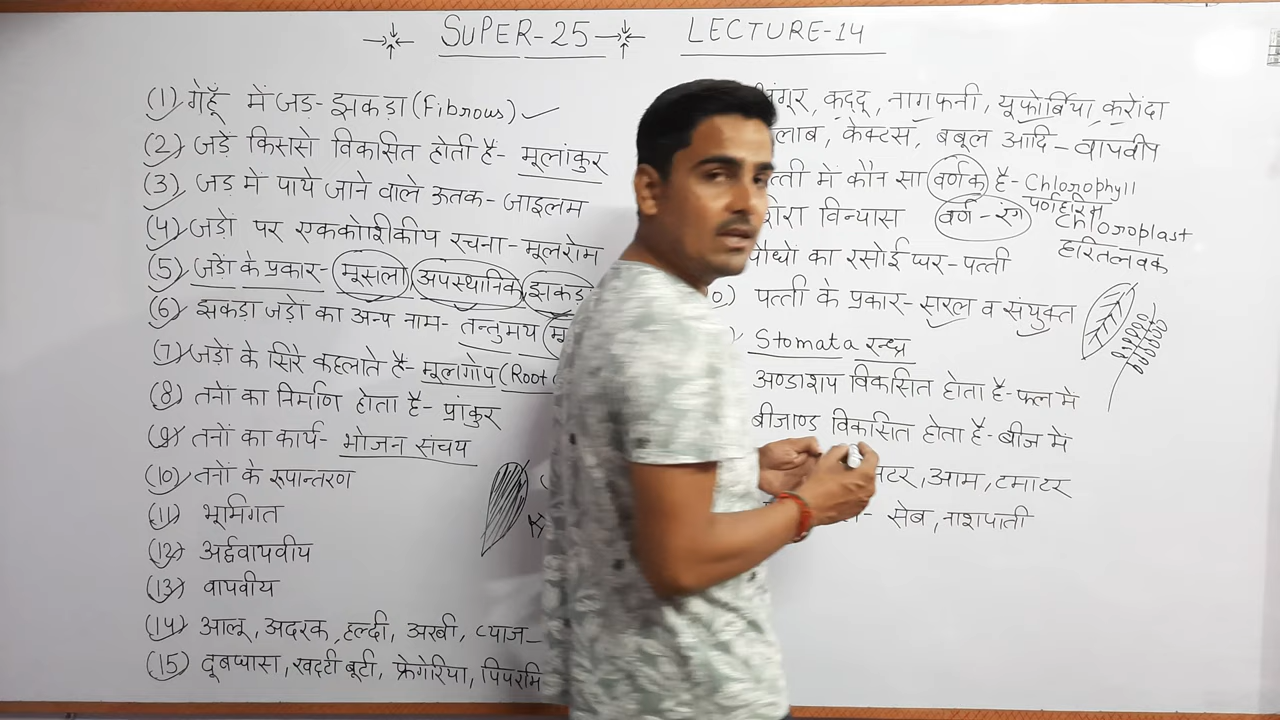 SUPER-25 LECTURE-14
(1) गेहूँ में जड़- झकड़ा (Fibrous)
(2) जड़ें किससे विकसित होती है- मूलांकुर
(3) जड़ में पाये जाने वाले ऊतक- जाइलम
(4) जड़ों पर एककोशिकीय रचना- मूलरोम
(5) जड़ों के प्रकार- मूसला अपस्थानिक झकड़
(6) झकड़ा जड़ों का अन्य नाम- तन्तुमय
(7) जड़ों के सिरे कहलाते है- मूलगोप (Root
(8) तनों का निर्माण होता है- प्रांकुर
(9) तनों का कार्य- भोजन संचय
(10) तनों के रूपान्तरण
(11) भूमिगत
(12) अर्द्धवायवीय
(13) वायवीय
(14) आलू, अदरक, हल्दी, अरबी, प्याज-
(15) दूबघासा, खट्टी बूटी, फ्रेगेरिया, पिपरमि
कद्दू, नागफनी, यूफोर्बिया, करोंदा
केक्टस, बबूल आदि- वायवीय
में कौन सा वर्णक है- Chlorophyll
पर्णहरित
विन्यास वर्ण-रंग Chloroplast
हरितलवक
पौधों का रसोई घर- पत्ती
पत्ती के प्रकार- सरल व संयुक्त
Stomata रन्ध्र
अण्डाशय विकसित होता है- फल में
बीजाण्ड विकसित होता है- बीज में
आम, टमाटर
सेब, नाशपाती